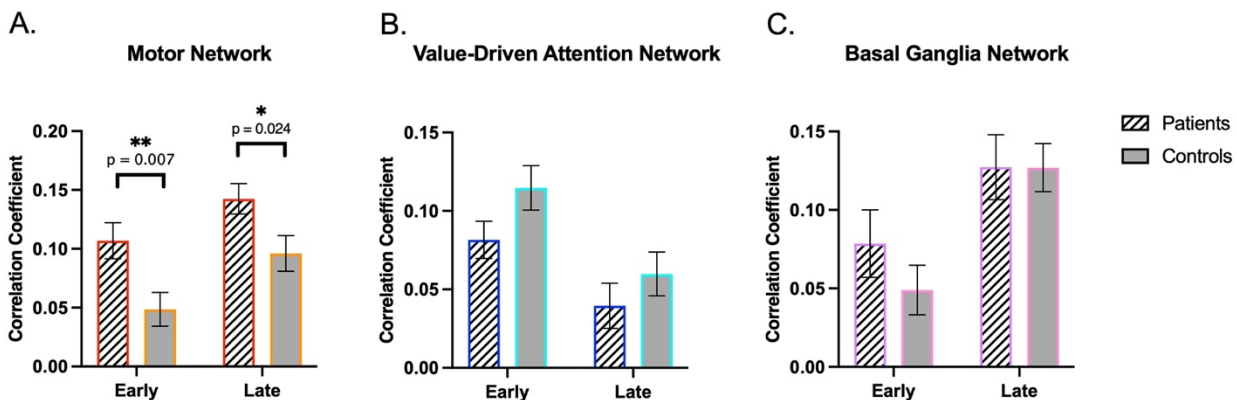 A.
Motor Network
Correlation Coefficient
0.20
0.15
0.10
0.05
0.00
**
p = 0.007
*
p = 0.024
Early
Late
B.
Value-Driven Attention Network
Correlation Coefficient
0.15
0.10
0.05
0.00
Early
Late
C.
Basal Ganglia Network
Correlation Coefficient
0.15
0.10
0.05
0.00
Early
Late
Patients
Controls